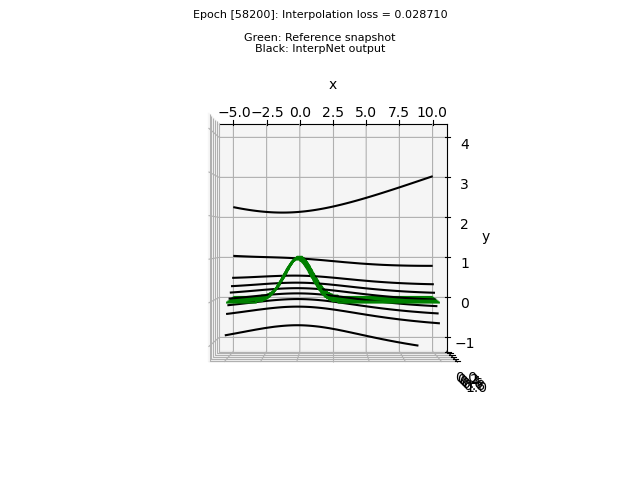 Epoch [58200]: Interpolation loss = 0.028710
Green: Reference snapshot
Black: InterpNet output
x
−5.0 −2.5 0.0 2.5 5.0 7.5 10.0
4
3
y
2
1
0
−1